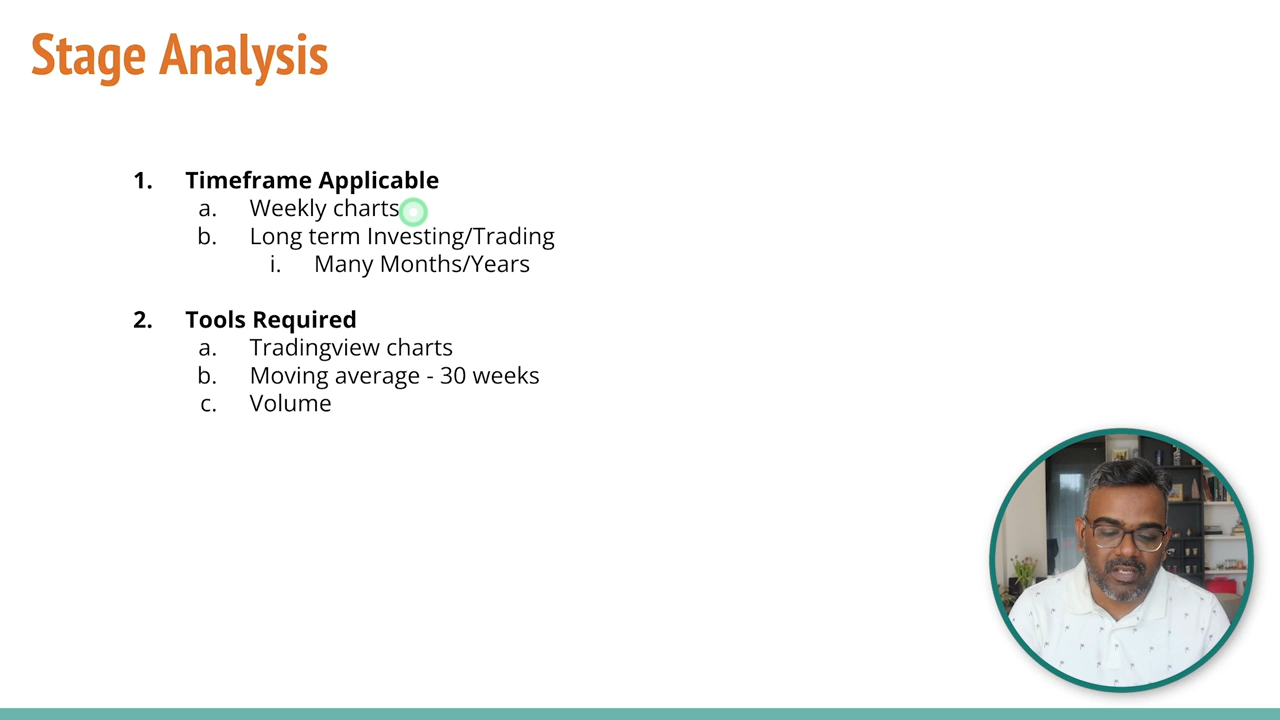 Stage Analysis
1. Timeframe Applicable
a. Weekly charts
b. Long term Investing/Trading
i. Many Months/Years
2. Tools Required
a. Tradingview charts
b. Moving average - 30 weeks
c. Volume